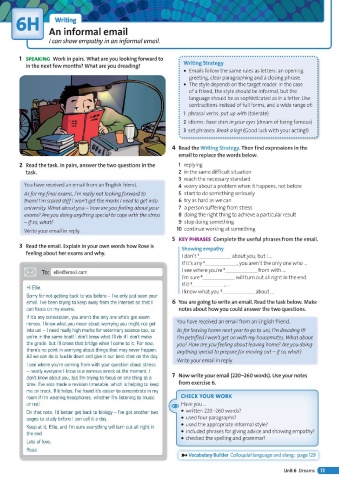 6H
Writing
An informal email
I can show empathy in an informal email.
1 SPEAKING Work in pairs. What are you looking forward to
in the next few months? What are you dreading?
2 Read the task. In pairs, answer the two questions in the
task.
You have received an email from an English friend.
As for my final exams, I'm really not looking forward to
them! I'm scared stiff I won't get the marks I need to get into
university. What about you – how are you feeling about your
exams? Are you doing anything special to cope with the stress
– if so, what?
Write your email in reply.
3 Read the email. Explain in your own words how Rose is
feeling about her exams and why.
To:
Hi Ellie,
Sorry for not getting back to you before – I've only just seen your
email. I've been trying to keep away from the internet so that I
can focus on my exams.
If it's any consolation, you aren't the only one who's got exam
nerves. I know what you mean about worrying you might not get
into uni – I need really high marks for veterinary science too, so
we're in the same boat! I don't know what I'll do if I don't make
the grade, but I'll cross that bridge when I come to it. For now,
there's no point in worrying about things that may never happen.
All we can do is buckle down and give it our best shot on the day.
I see where you're coming from with your question about stress
– nearly everyone I know is a nervous wreck at the moment. I
don't know about you, but I'm trying to focus on one thing at a
time. I've also made a revision timetable, which is helping to keep
me on track. If it helps, I've found it's easier to concentrate in my
room if I'm wearing headphones, whether I'm listening to music
or not!
On that note, I'd better get back to biology – I've got another two
pages to study before I can call it a day.
Keep at it, Ellie, and I'm sure everything will turn out all right in
the end.
Lots of love,
Rose
Writing Strategy
• Emails follow the same rules as letters: an opening
greeting, clear paragraphing and a closing phrase.
• The style depends on the target reader. In the case
of a friend, the style should be informal, but the
language should be as sophisticated as in a letter. Use
contractions instead of full forms, and a wide range of:
1 phrasal verbs: put up with (tolerate)
2 idioms: have stars in your eyes (dream of being famous)
3 set phrases: Break a leg! (Good luck with your acting!)
4 Read the Writing Strategy. Then find expressions in the
email to replace the words below.
1 replying
2 in the same difficult situation
3 reach the necessary standard
4 worry about a problem when it happens, not before
5 start to do something seriously
6 try as hard as we can
7 a person suffering from stress
8 doing the right thing to achieve a particular result
9 stop doing something
10 continue working at something
5 KEY PHRASES Complete the useful phrases from the email.
Showing empathy
I don't about you, but I …
If it's any , you aren't the only one who …
I see where you're from with …
I'm sure will turn out all right in the end.
If it , …
I know what you about …
6 You are going to write an email. Read the task below. Make
notes about how you could answer the two questions.
You have received an email from an English friend.
As for leaving home next year to go to uni, I'm dreading it!
I'm petrified I won't get on with my housemates. What about
you? How are you feeling about leaving home? Are you doing
anything special to prepare for moving out – if so, what?
Write your email in reply.
7 Now write your email (220–260 words). Use your notes
from exercise 6.
CHECK YOUR WORK
Have you …
• written 220–260 words?
• used four paragraphs?
• used the appropriate informal style?
• included phrases for giving advice and showing empathy?
• checked the spelling and grammar?
Vocabulary Builder Colloquial language and slang: page 129
Unit 6 Dreams